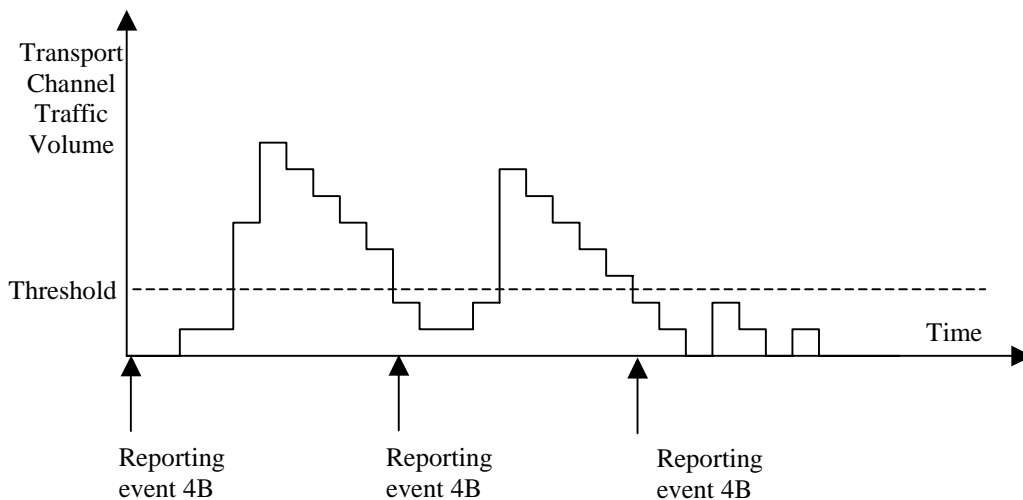 Transport
Channel
Traffic
Volume
Threshold
Time
Reporting
event 4B
Reporting
event 4B
Reporting
event 4B